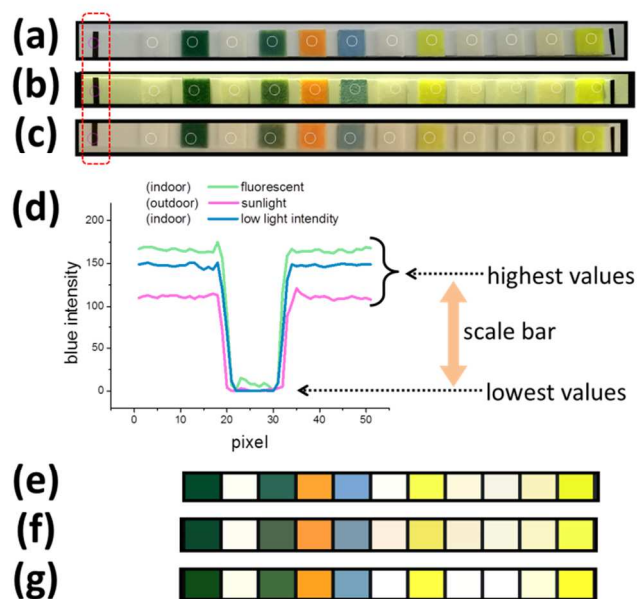 (a)
(b)
(c)
(d)
(indoor) fluorescent
(outdoor) sunlight
(indoor) low light intendity
200
150
100
50
0
blue intensity
0 10 20 30 40 50
pixel
highest values
scale bar
lowest values
(e)
(f)
(g)